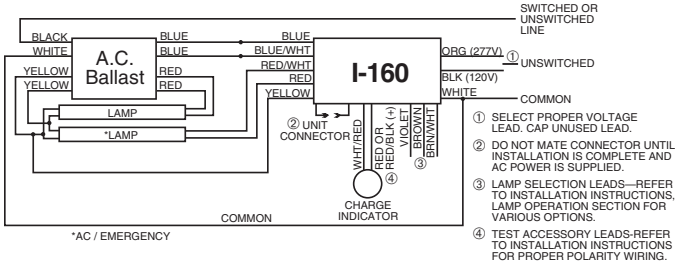 SWITCHED OR
UNSWITCHED
LINE
BLACK
WHITE
YELLOW
YELLOW
A.C.
Ballast
BLUE
BLUE
RED
RED
BLUE
BLUE/WHT
RED/WHT
RED
YELLOW
I-160
ORG (277V)
①
UNSWITCHED
BLK (120V)
WHITE
COMMON
LAMP
*LAMP
② UNIT
CONNECTOR
WHT/RED
RED OR
RED/BLK (+)
④
VIOLET
BROWN
BRN/WHT
③
CHARGE
INDICATOR
COMMON
*AC / EMERGENCY
① SELECT PROPER VOLTAGE
LEAD. CAP UNUSED LEAD.
② DO NOT MATE CONNECTOR UNTIL
INSTALLATION IS COMPLETE AND
AC POWER IS SUPPLIED.
③ LAMP SELECTION LEADS—REFER
TO INSTALLATION INSTRUCTIONS,
LAMP OPERATION SECTION FOR
VARIOUS OPTIONS.
④ TEST ACCESSORY LEADS-REFER
TO INSTALLATION INSTRUCTIONS
FOR PROPER POLARITY WIRING.